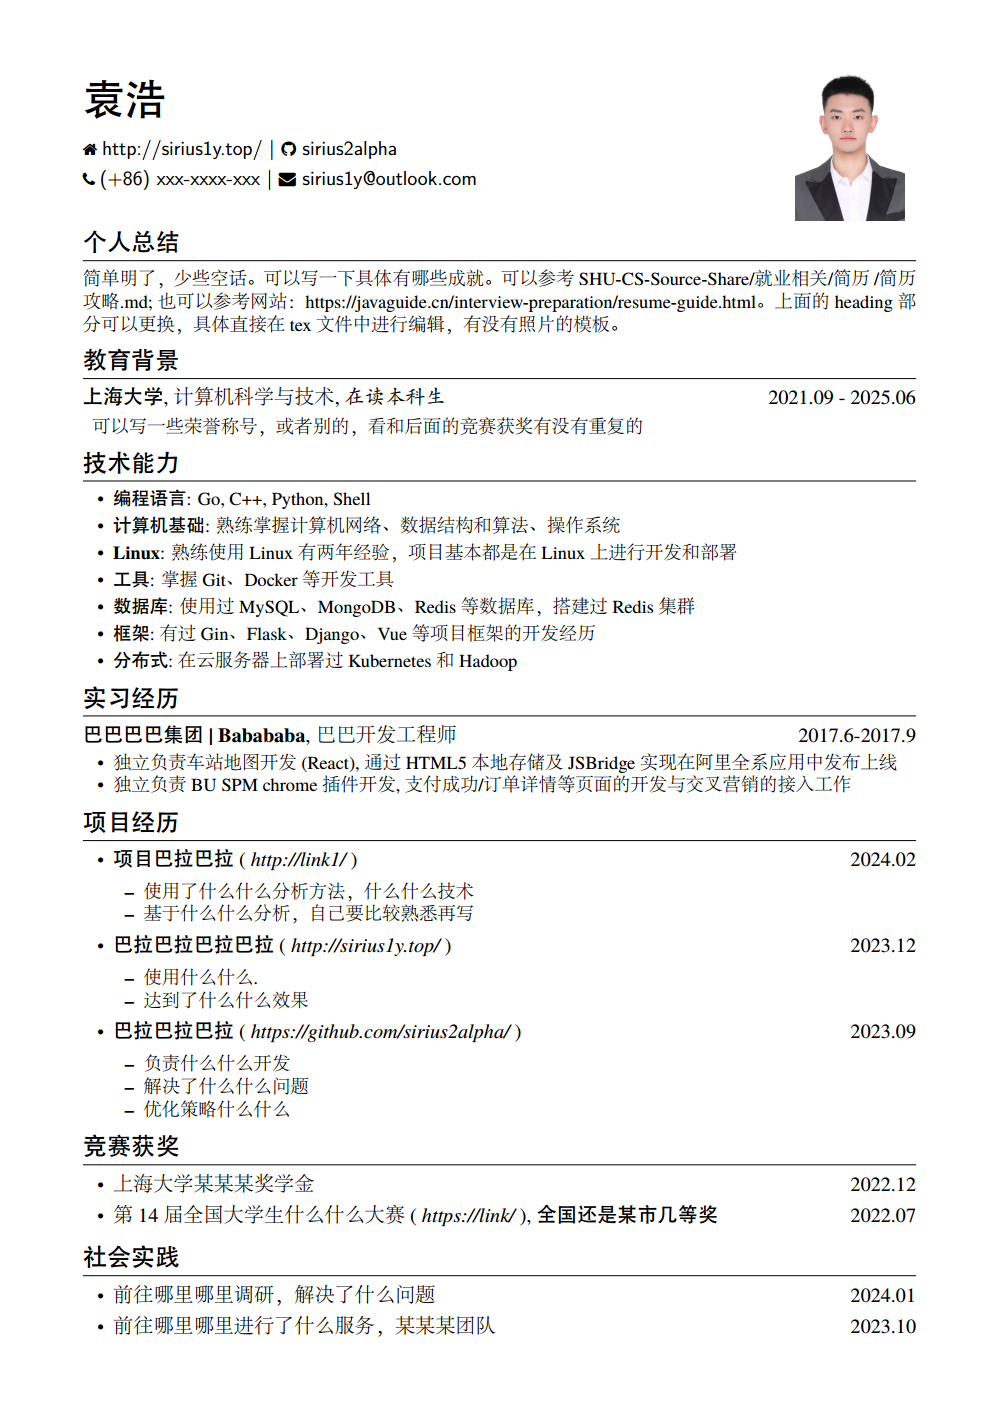 袁浩
http://sirius1y.top/ | sirius2alpha
(+86) xxx-xxxx-xxx | sirius1y@outlook.com
个人总结
简单明了，少些空话。可以写一下具体有哪些成就。可以参考 SHU-CS-Source-Share/就业相关/简历 /简历
攻略.md; 也可以参考网站：https://javaguide.cn/interview-preparation/resume-guide.html。上面的 heading 部
分可以更换，具体直接在 tex 文件中进行编辑，有没有照片的模板。
教育背景
上海大学, 计算机科学与技术, 在读本科生 2021.09 - 2025.06
可以写一些荣誉称号，或者别的，看和后面的竞赛获奖有没有重复的
技术能力
• 编程语言: Go, C++, Python, Shell
• 计算机基础: 熟练掌握计算机网络、数据结构和算法、操作系统
• Linux: 熟练使用 Linux 有两年经验，项目基本都是在 Linux 上进行开发和部署
• 工具: 掌握 Git、Docker 等开发工具
• 数据库: 使用过 MySQL、MongoDB、Redis 等数据库，搭建过 Redis 集群
• 框架: 有过 Gin、Flask、Django、Vue 等项目框架的开发经历
• 分布式: 在云服务器上部署过 Kubernetes 和 Hadoop
实习经历
巴巴巴巴集团 | Babababa, 巴巴开发工程师 2017.6-2017.9
• 独立负责车站地图开发 (React), 通过 HTML5 本地存储及 JSBridge 实现在阿里全系应用中发布上线
• 独立负责 BU SPM chrome 插件开发, 支付成功/订单详情等页面的开发与交叉营销的接入工作
项目经历
• 项目巴拉巴拉 ( http://link1/ ) 2024.02
– 使用了什么什么分析方法，什么什么技术
– 基于什么什么分析，自己要比较熟悉再写
• 巴拉巴拉巴拉巴拉 ( http://sirius1y.top/ ) 2023.12
– 使用什么什么.
– 达到了什么什么效果
• 巴拉巴拉巴拉 ( https://github.com/sirius2alpha/ ) 2023.09
– 负责什么什么开发
– 解决了什么什么问题
– 优化策略什么什么
竞赛获奖
• 上海大学某某某奖学金 2022.12
• 第 14 届全国大学生什么什么大赛 ( https://link/ ), 全国还是某市几等奖 2022.07
社会实践
• 前往哪里哪里调研，解决了什么问题 2024.01
• 前往哪里哪里进行了什么服务，某某某团队 2023.10